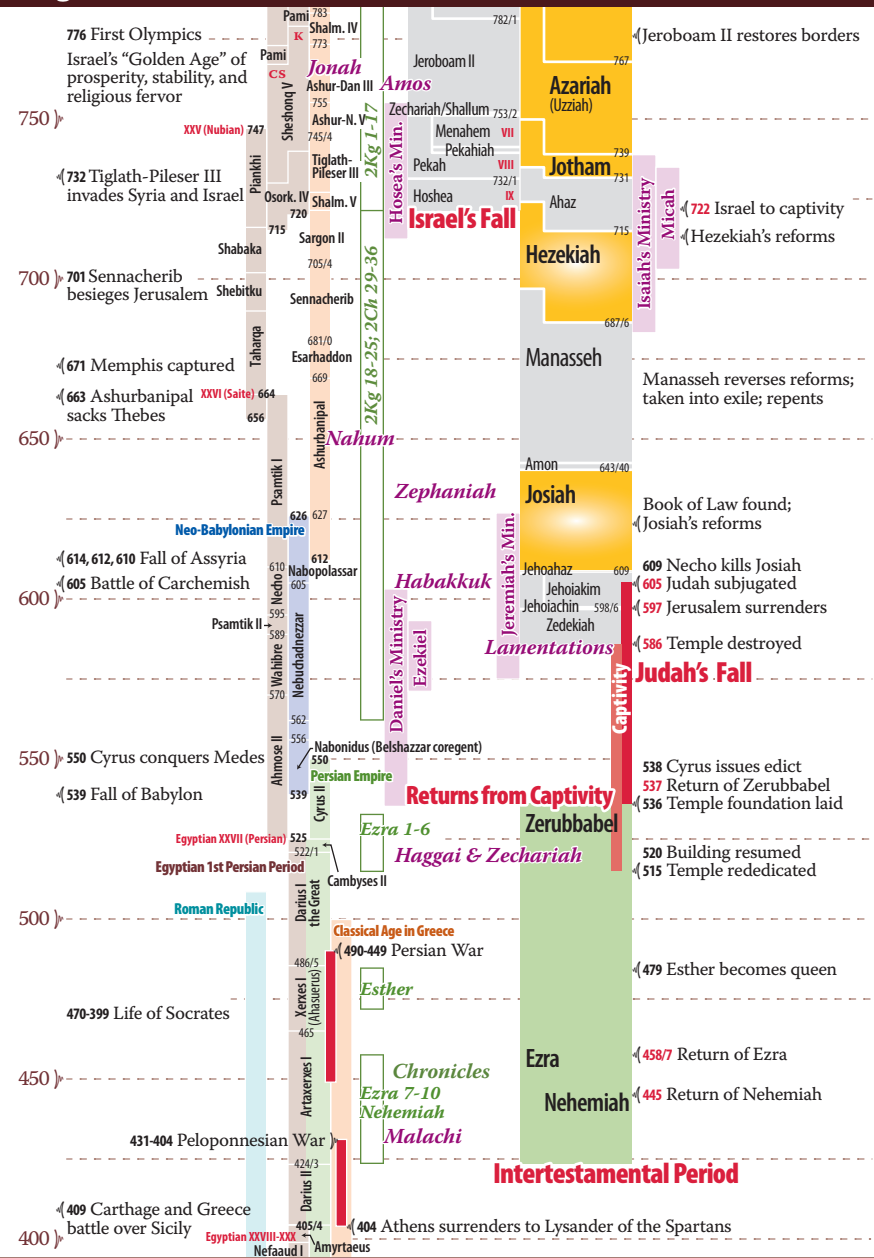 Pami
783
782/1
Shalm. IV
K
773
776 First Olympics
Jeroboam II restores borders
Israel's "Golden Age" of
prosperity, stability, and
religious fervor
Pami
CS
Sheshonq V
Jonah
Ashur-Dan III
Amos
755
Jeroboam II
767
Azariah
(Uzziah)
750
XXV (Nubian) 747
Ashur-N. V
745/4
2Kg 1-17
Hosea's Min.
Zechariah/Shallum
753/2
Menahem
VII
Pekahiah
Pekah
VIII
732/1
739
Jotham
731
732 Tiglath-Pileser III
invades Syria and Israel
Piankhi
Tiglath-
Pileser III
Osork. IV
Shalm. V
720
715
Hoshea
IX
Israel's Fall
Ahaz
715
Isaiah's Ministry
Micah
722 Israel to captivity
Hezekiah's reforms
Shabaka
Sargon II
705/4
Hezekiah
700
701 Sennacherib
besieges Jerusalem
Shebitku
Sennacherib
687/6
Taharqa
681/0
Esarhaddon
669
2Kg 18-25; 2Ch 29-36
Manasseh
671 Memphis captured
663 Ashurbanipal
sacks Thebes
XXVI (Saite) 664
656
Manasseh reverses reforms;
taken into exile; repents
650
Ashurbanipal
Nahum
Amon
643/40
Psamtik I
Zephaniah
Josiah
Book of Law found;
Josiah's reforms
626
627
Neo-Babylonian Empire
614, 612, 610 Fall of Assyria
612
610
Nabopolassar
605 Battle of Carchemish
605
Necho
Habakkuk
Jeremiah's Min.
Jehoahaz
609
609 Necho kills Josiah
605 Judah subjugated
600
595
Psamtik II
589
Jehoiakim
Jehoiachin
598/6
Zedekiah
597 Jerusalem surrenders
Wahibre
Nebuchadnezzar
Daniel's Ministry
Ezekiel
Lamentations
586 Temple destroyed
Judah's Fall
Captivity
570
562
556
550
550 Cyrus conquers Medes
Ahmose II
Nabonidus (Belshazzar coregent)
550
Persian Empire
538 Cyrus issues edict
537 Return of Zerubbabel
536 Temple foundation laid
539 Fall of Babylon
539
Cyrus II
Returns from Captivity
Zerubbabel
Ezra 1-6
Egyptian XXVII (Persian)
525
522/1
Egyptian 1st Persian Period
Cambyses II
Haggai & Zechariah
520 Building resumed
515 Temple rededicated
Roman Republic
Darius I
the Great
500
Classical Age in Greece
490-449 Persian War
486/5
Esther
479 Esther becomes queen
470-399 Life of Socrates
Xerxes I
(Ahasuerus)
465
450
Artaxerxes I
Chronicles
Ezra 7-10
Nehemiah
Malachi
Ezra
458/7 Return of Ezra
Nehemiah
445 Return of Nehemiah
431-404 Peloponnesian War
424/3
Intertestamental Period
Darius II
409 Carthage and Greece
battle over Sicily
405/4
404 Athens surrenders to Lysander of the Spartans
400
Egyptian XXVIII-XXX
Nefaaud I
Amyrtaeus